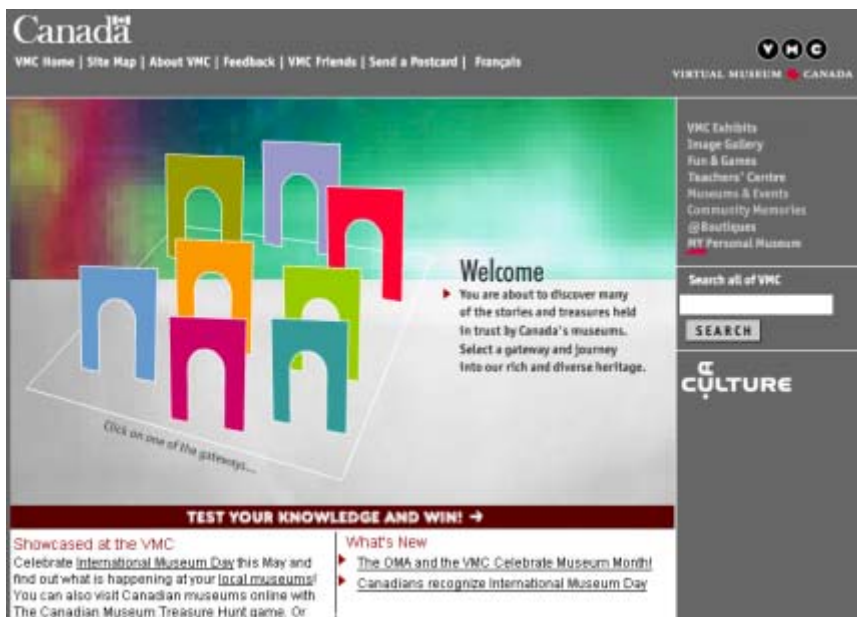 Canada
VMC Home | Site Map | About VMC | Feedback | VMC Friends | Send a Postcard | Français
VMC
VIRTUAL MUSEUM CANADA
VMC Exhibits
Image Gallery
Fun & Games
Teachers' Centre
Museums & Events
Community Memories
@Boutiques
MY Personal Museum
Search all of VMC
SEARCH
CULTURE
CA
Welcome
You are about to discover many
of the stories and treasures held
in trust by Canada's museums.
Select a gateway and journey
into our rich and diverse heritage.
Click on one of the gateways...
TEST YOUR KNOWLEDGE AND WIN! →
Showcased at the VMC
Celebrate International Museum Day this May and
find out what is happening at your local museums!
You can also visit Canadian museums online with
The Canadian Museum Treasure Hunt game. Or
What's New
The OMA and the VMC Celebrate Museum Month!
Canadians recognize International Museum Day